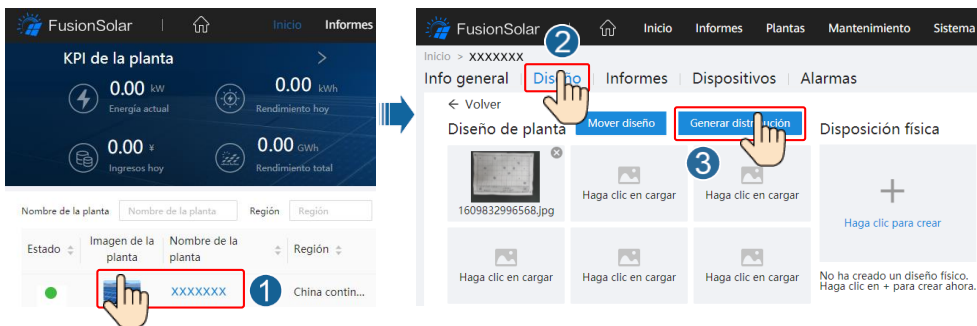 FusionSolar
Inicio
Informes
KPI de la planta
0.00 kW
Energía actual
0.00 kWh
Rendimiento hoy
0.00 ¥
Ingresos hoy
0.00 GWh
Rendimiento total
Nombre de la planta
Nombre de la planta
Región
Región
Estado
Imagen de la planta
Nombre de la planta
Región
XXXXXXX
1
China contin...
FusionSolar
2
Inicio
Informes
Plantas
Mantenimiento
Sistema
Inicio > XXXXXXX
Info general
Diseño
Informes
Dispositivos
Alarmas
← Volver
Diseño de planta
Mover diseño
Generar distribución
3
1609832996568.jpg
Haga clic en cargar
Haga clic en cargar
Haga clic en cargar
Haga clic en cargar
Haga clic en cargar
Disposición física
Haga clic para crear
No ha creado un diseño físico.
Haga clic en + para crear ahora.